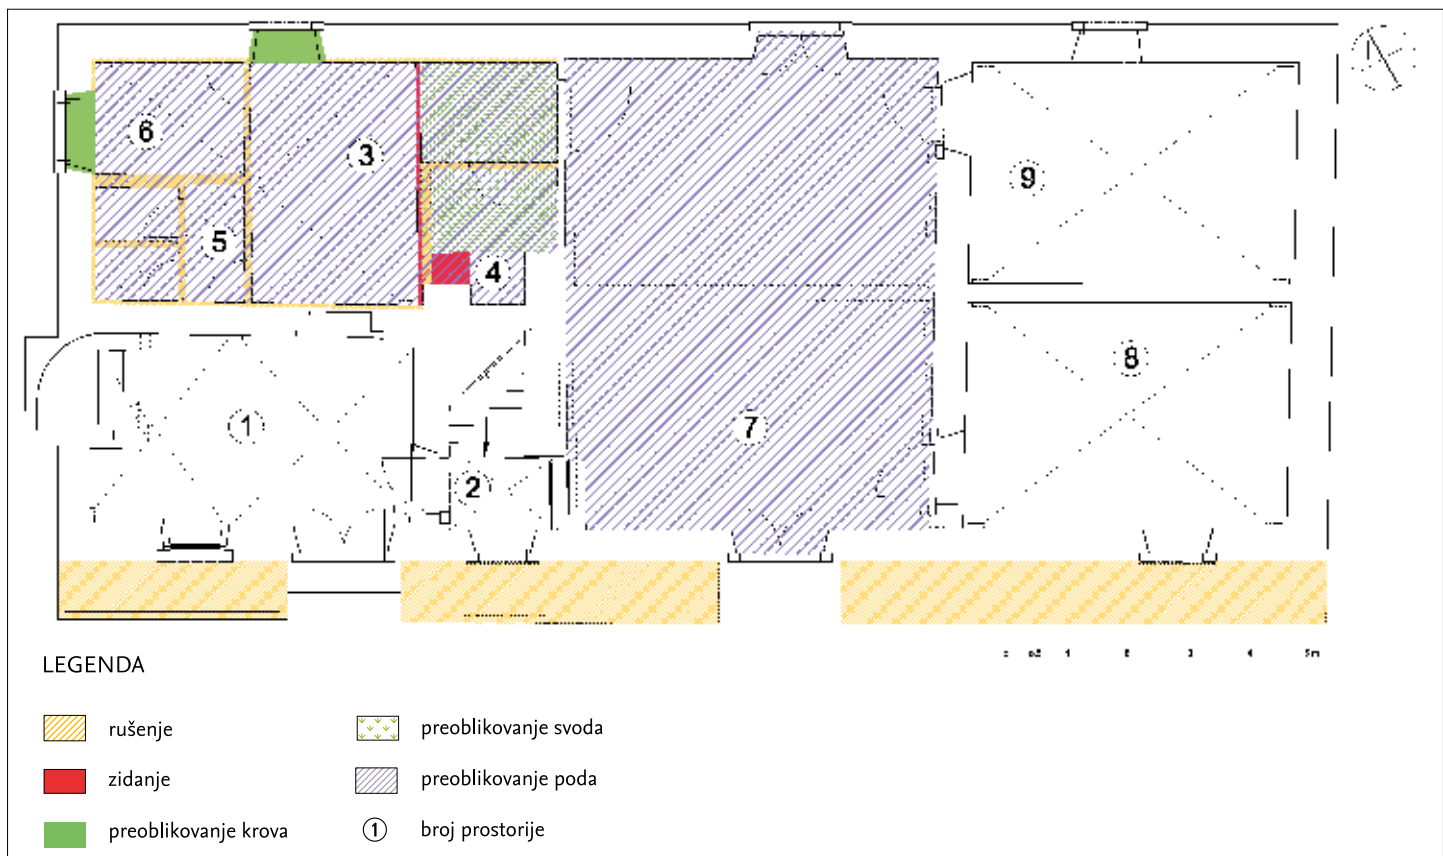 6
3
9
5
4
8
1
7
2
LEGENDA
rušenje
preoblikovanje svoda
zidanje
preoblikovanje poda
preoblikovanje krova
1 broj prostorije